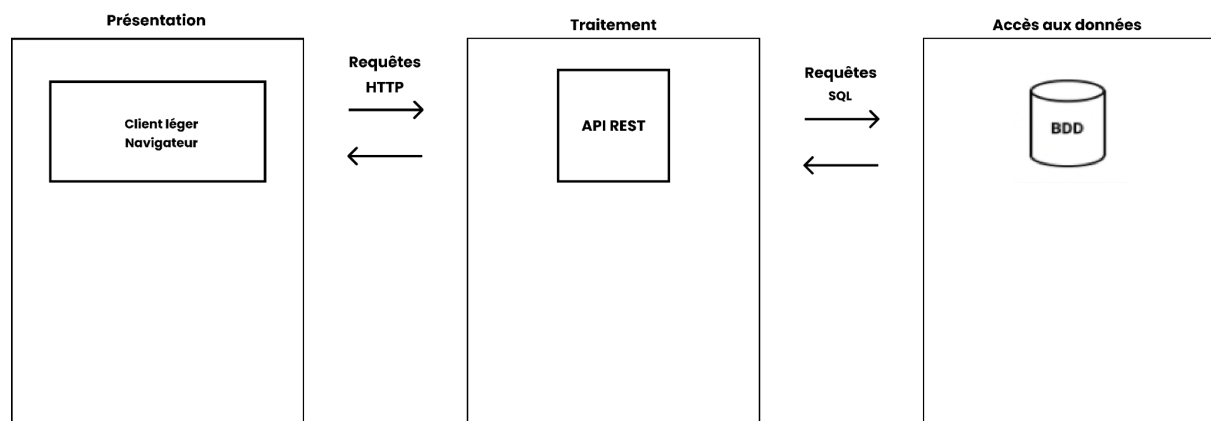 Présentation
Traitement
Accès aux données
Requêtes
HTTP
Requêtes
SQL
Client léger
Navigateur
API REST
BDD